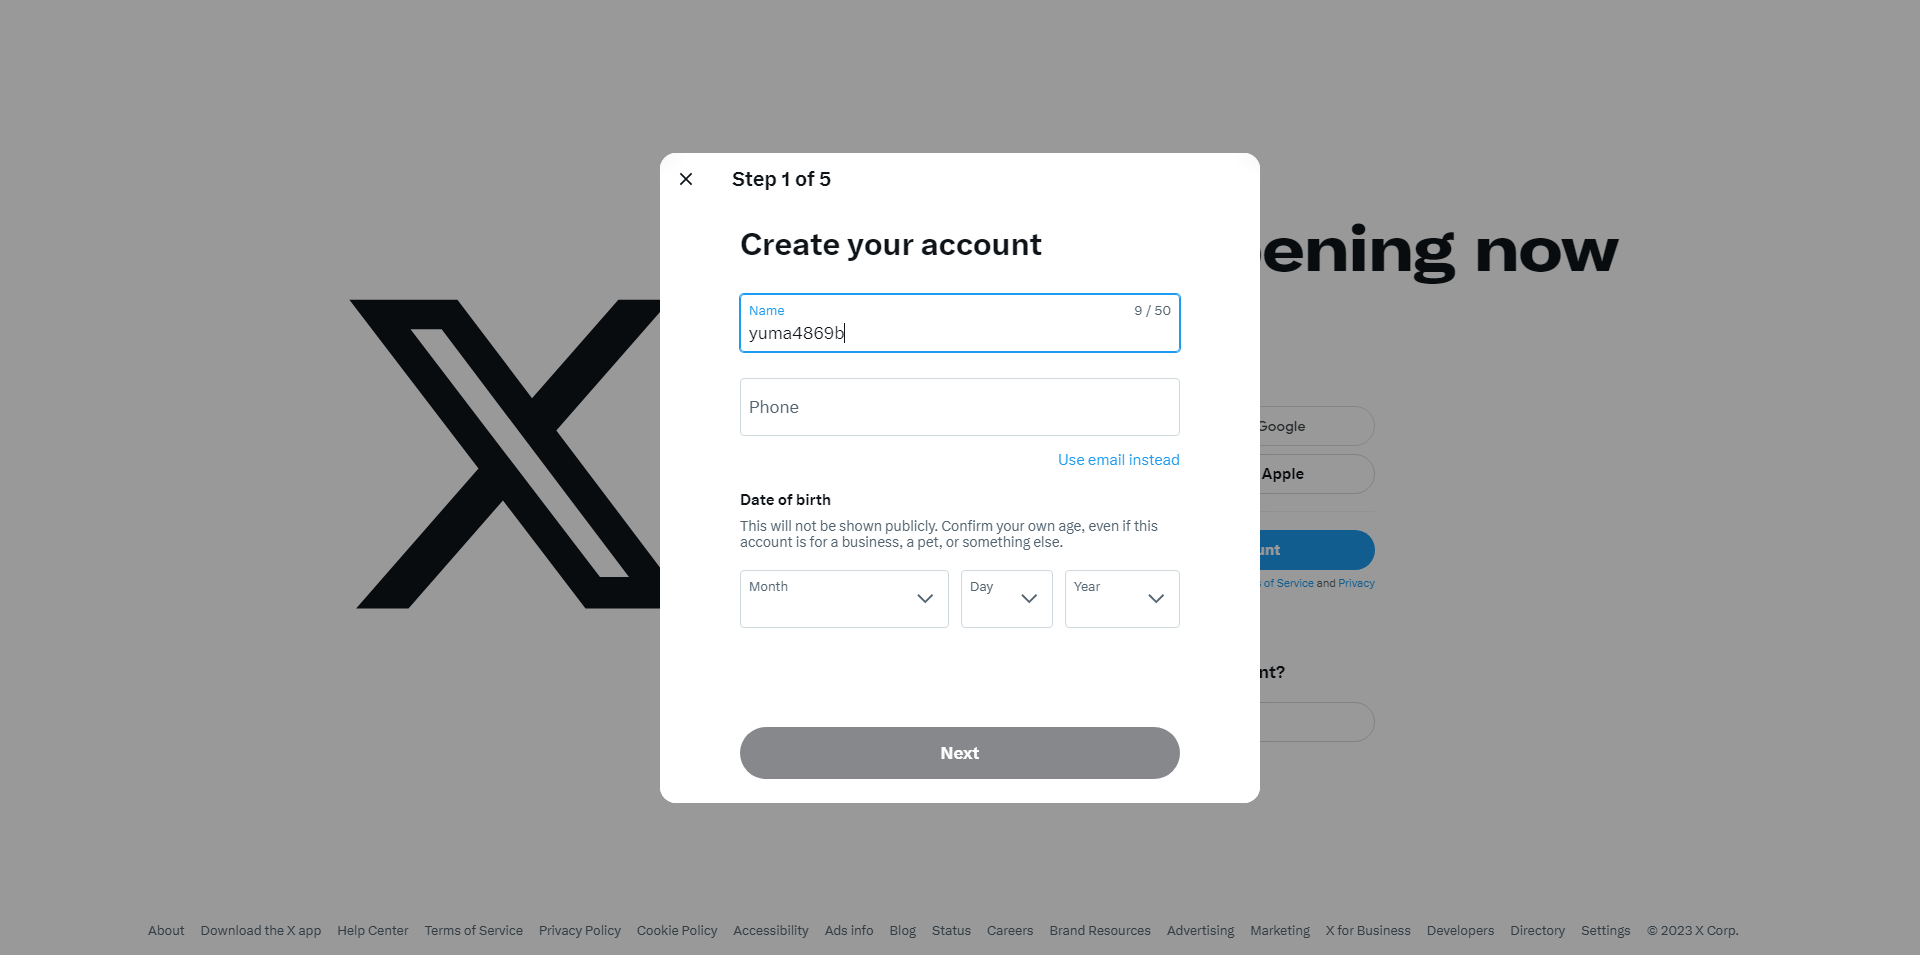 Step 1 of 5
Create your account
Name
9 / 50
yuma4869b
Phone
Use email instead
Date of birth
This will not be shown publicly. Confirm your own age, even if this
account is for a business, a pet, or something else.
Month
Day
Year
Next
ening now
Google
Apple
unt
of Service and Privacy
nt?
About Download the X app Help Center Terms of Service Privacy Policy Cookie Policy Accessibility Ads info Blog Status Careers Brand Resources Advertising Marketing X for Business Developers Directory Settings © 2023 X Corp.